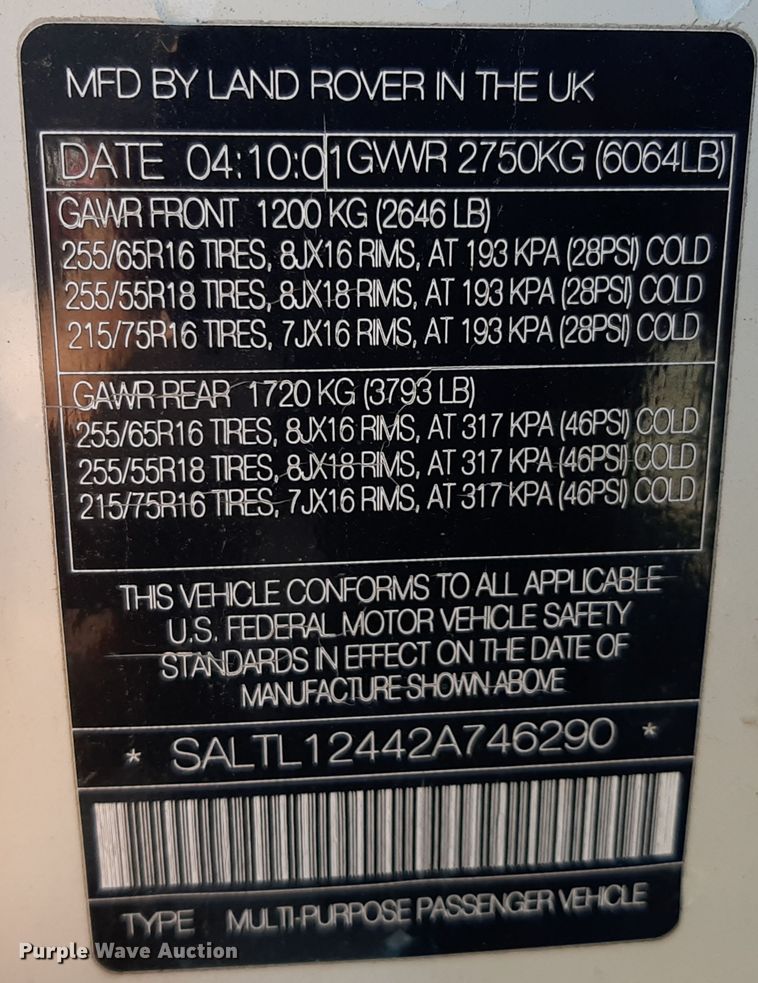 MFD BY LAND ROVER IN THE UK
DATE 04:10:01 GVWR 2750KG (6064LB)
GAWR FRONT 1200 KG (2646 LB)
255/65R16 TIRES, 8JX16 RIMS, AT 193 KPA (28PSI) COLD
255/55R18 TIRES, 8JX18 RIMS, AT 193 KPA (28PSI) COLD
215/75R16 TIRES, 7JX16 RIMS, AT 193 KPA (28PSI) COLD
GAWR REAR 1720 KG (3793 LB)
255/65R16 TIRES, 8JX16 RIMS, AT 317 KPA (46PSI) COLD
255/55R18 TIRES, 8JX18 RIMS, AT 317 KPA (46PSI) COLD
215/75R16 TIRES, 7JX16 RIMS, AT 317 KPA (46PSI) COLD
THIS VEHICLE CONFORMS TO ALL APPLICABLE
U.S. FEDERAL MOTOR VEHICLE SAFETY
STANDARDS IN EFFECT ON THE DATE OF
MANUFACTURE SHOWN ABOVE
* SALTL12442A746290 *
TYPE MULTI-PURPOSE PASSENGER VEHICLE
Purple Wave Auction